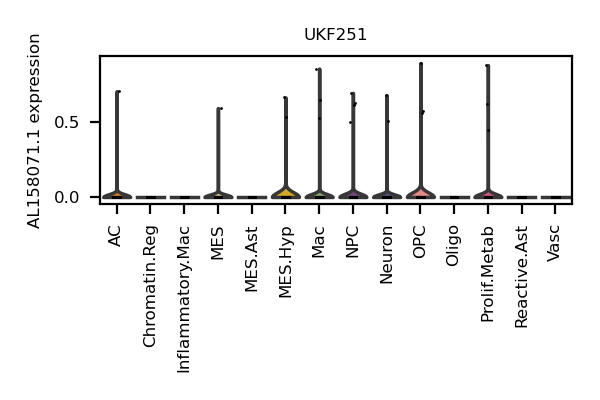 UKF251
AL158071.1 expression
0.5
0.0
AC
Chromatin.Reg
Inflammatory.Mac
MES
MES.Ast
MES.Hyp
Mac
NPC
Neuron
OPC
Oligo
Prolif.Metab
Reactive.Ast
Vasc